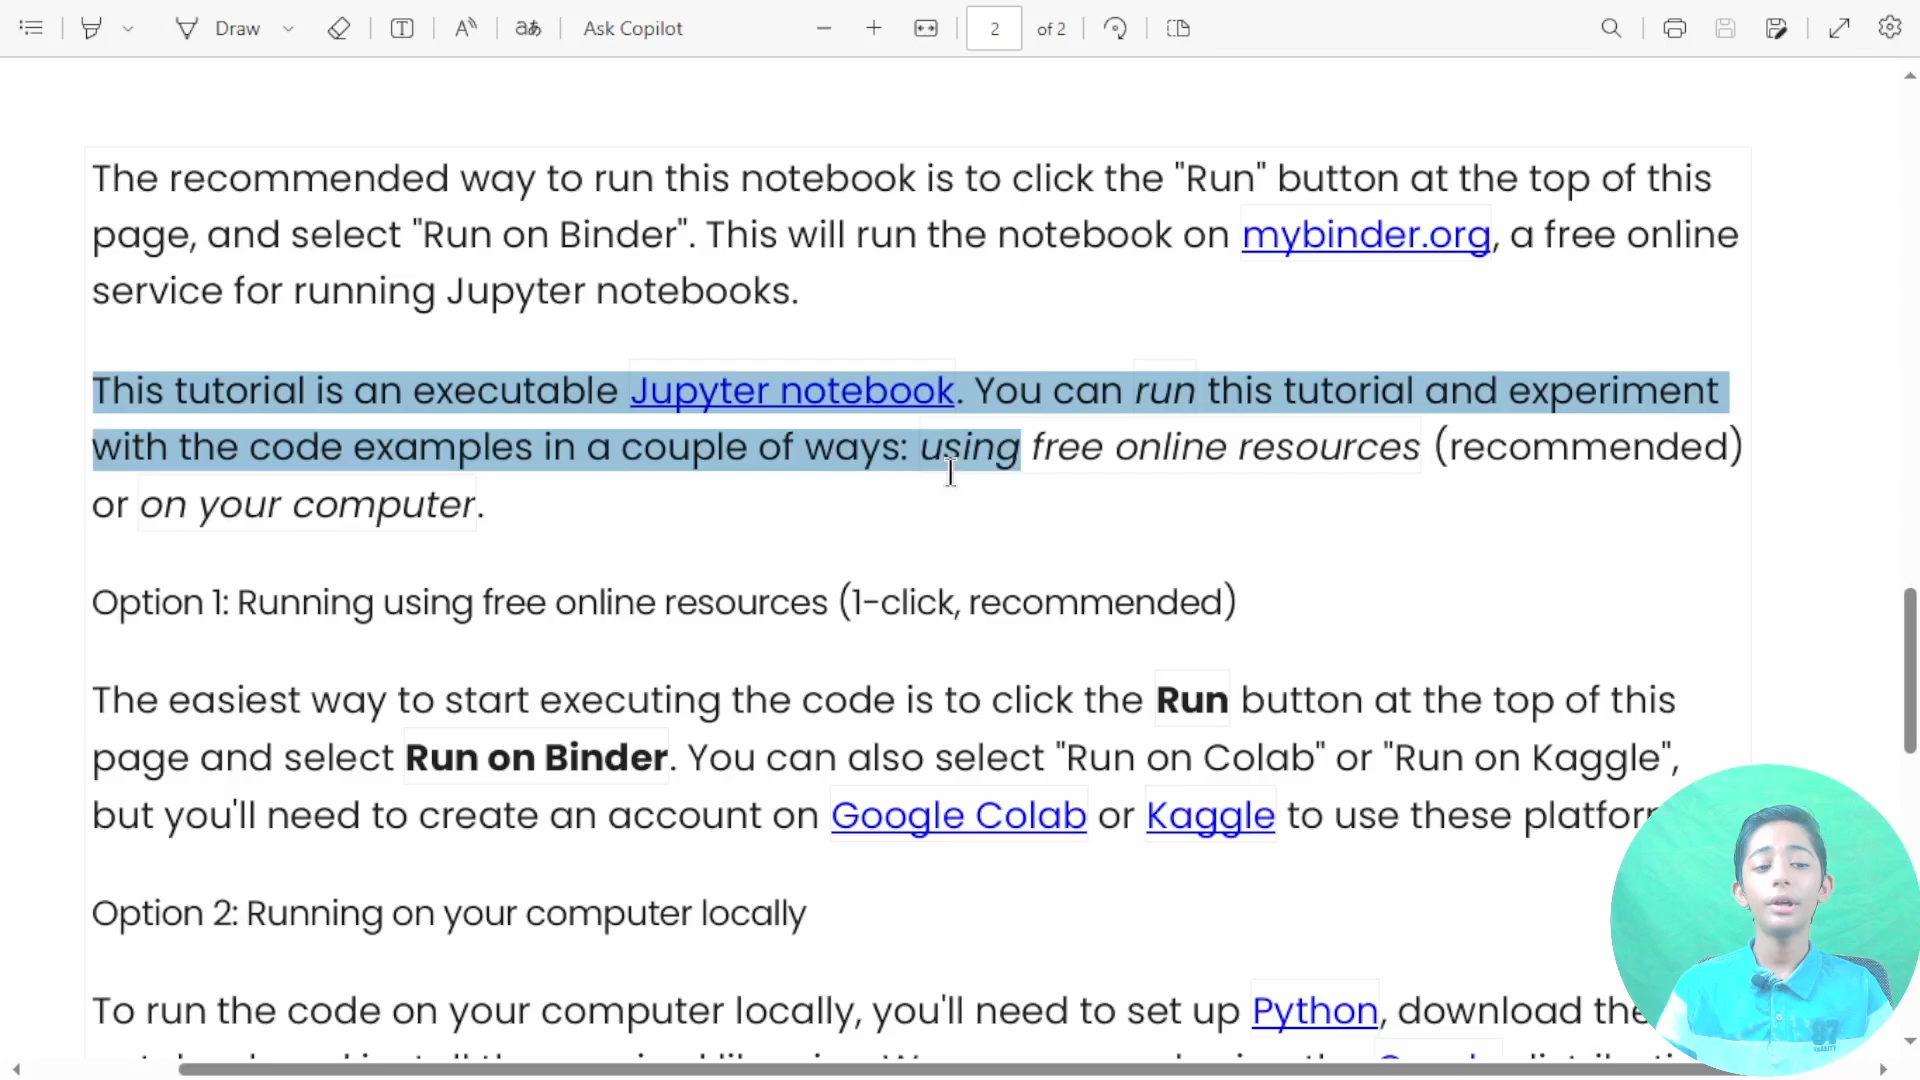 Draw
Ask Copilot
2 of 2
The recommended way to run this notebook is to click the "Run" button at the top of this
page, and select "Run on Binder". This will run the notebook on mybinder.org, a free online
service for running Jupyter notebooks.
This tutorial is an executable Jupyter notebook. You can run this tutorial and experiment
with the code examples in a couple of ways: using free online resources (recommended)
or on your computer.
Option 1: Running using free online resources (1-click, recommended)
The easiest way to start executing the code is to click the Run button at the top of this
page and select Run on Binder. You can also select "Run on Colab" or "Run on Kaggle",
but you'll need to create an account on Google Colab or Kaggle to use these platfor
Option 2: Running on your computer locally
To run the code on your computer locally, you'll need to set up Python, download the
87
VARSITY